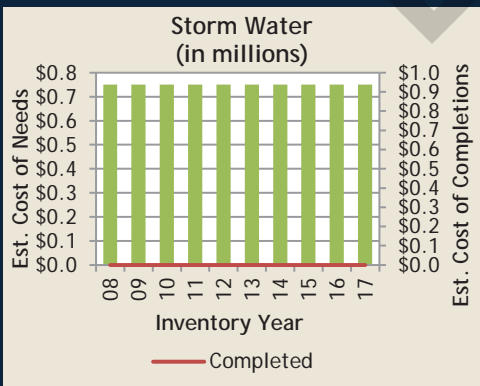 Storm Water
(in millions)
Est. Cost of Needs
$0.8
$0.7
$0.6
$0.5
$0.4
$0.3
$0.2
$0.1
$0.0
$1.0
$0.9
$0.8
$0.7
$0.6
$0.5
$0.4
$0.3
$0.2
$0.1
$0.0
Est. Cost of Completions
08 09 10 11 12 13 14 15 16 17
Inventory Year
Completed